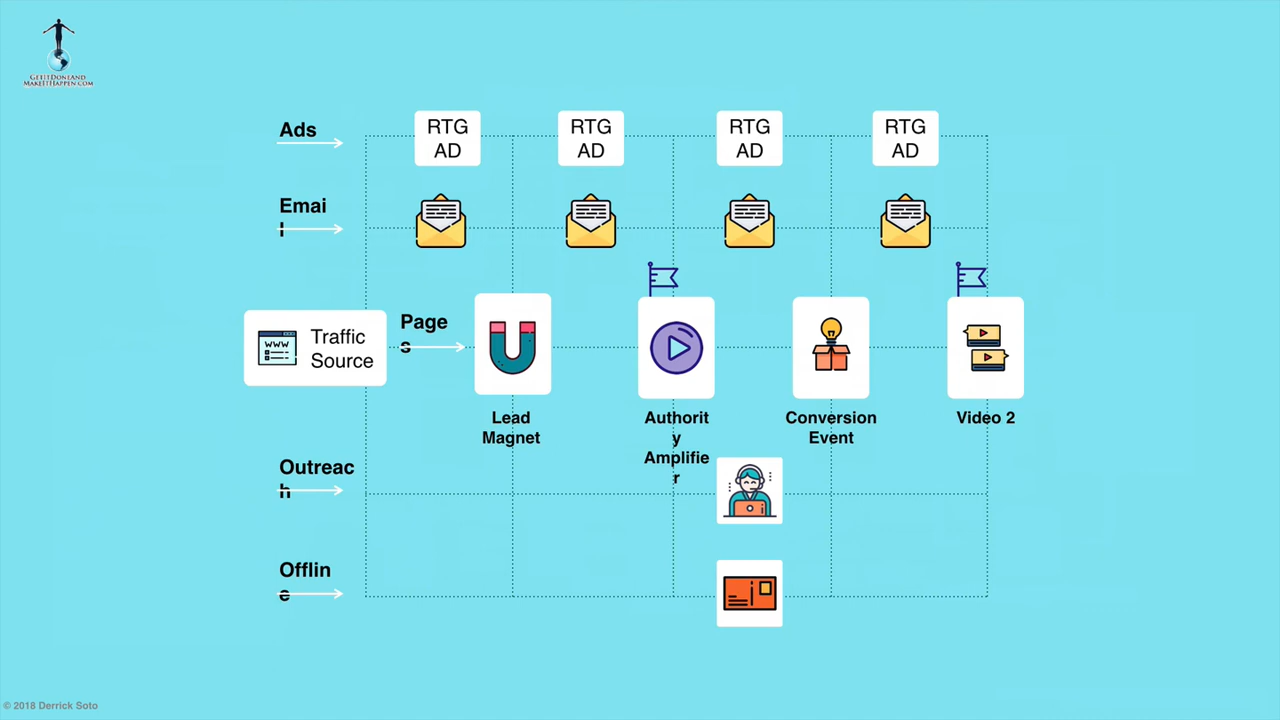 GETITDONEAND
MAKEITHAPPEN.COM
Ads
RTG
AD
RTG
AD
RTG
AD
RTG
AD
Emai
l
www
Traffic
Source
Page
s
Lead
Magnet
Authorit
y
Amplifie
r
Conversion
Event
Video 2
Outreac
h
Offlin
e
© 2018 Derrick Soto